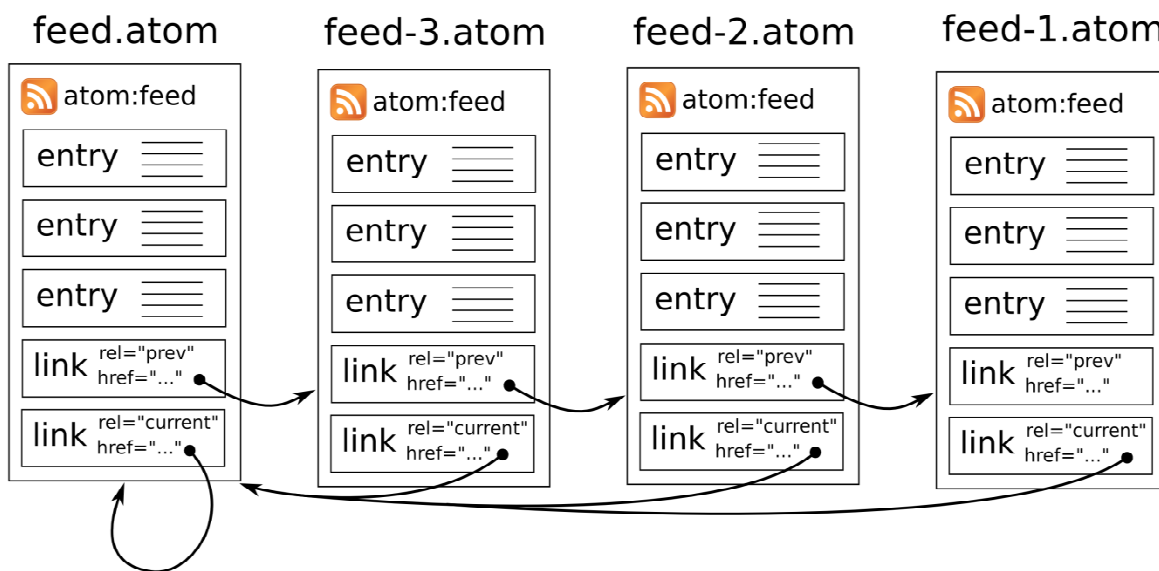 feed.atom
atom:feed
entry
entry
entry
link rel="prev"
href="..."
link rel="current"
href="..."
feed-3.atom
atom:feed
entry
entry
entry
link rel="prev"
href="..."
link rel="current"
href="..."
feed-2.atom
atom:feed
entry
entry
entry
link rel="prev"
href="..."
link rel="current"
href="..."
feed-1.atom
atom:feed
entry
entry
entry
link rel="prev"
href="..."
link rel="current"
href="..."